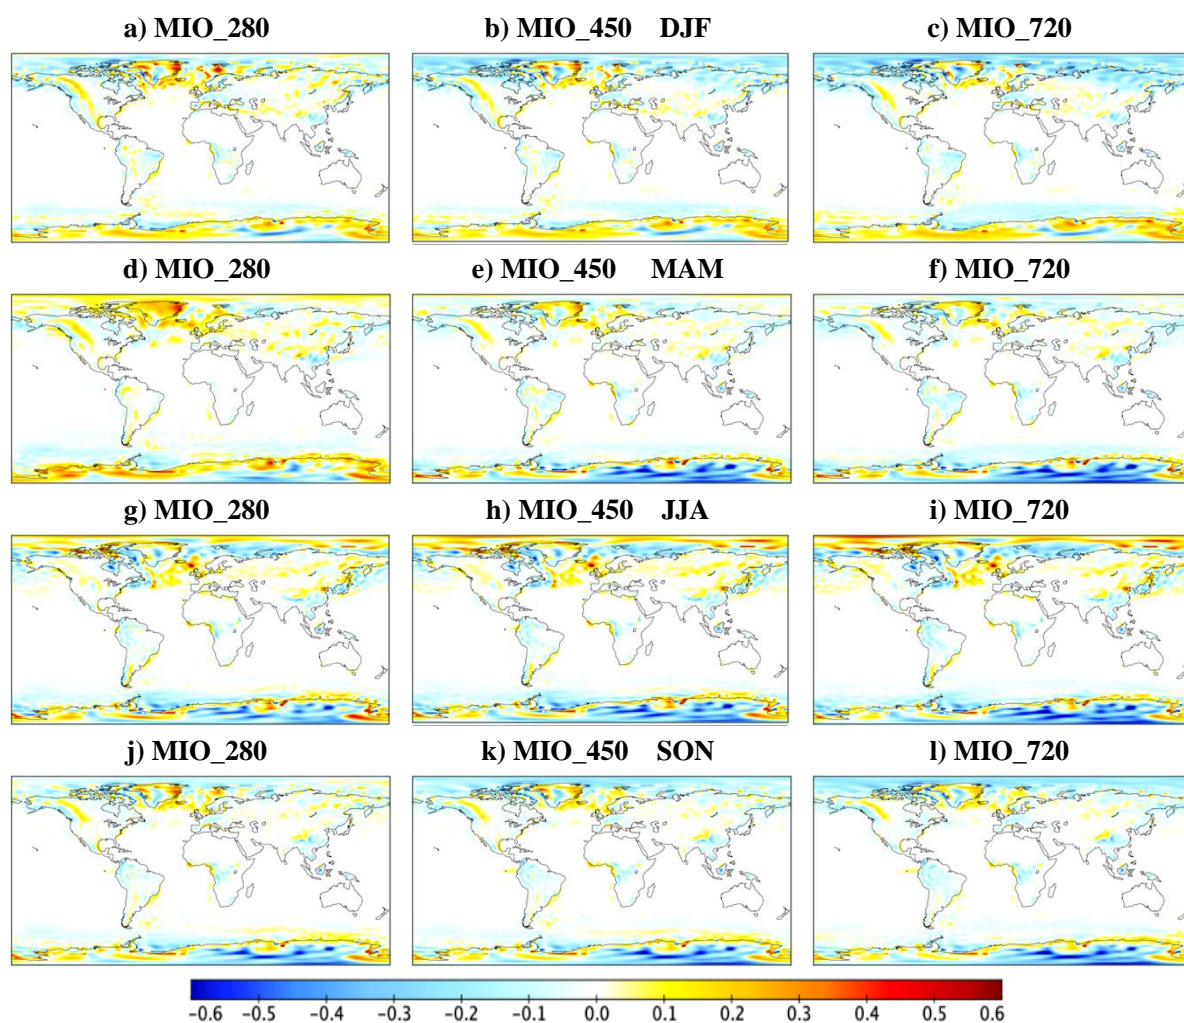 a) MIO_280 b) MIO_450 DJF c) MIO_720
d) MIO_280 e) MIO_450 MAM f) MIO_720
g) MIO_280 h) MIO_450 JJA i) MIO_720
j) MIO_280 k) MIO_450 SON l) MIO_720
−0.6 −0.5 −0.4 −0.3 −0.2 −0.1 0.0 0.1 0.2 0.3 0.4 0.5 0.6